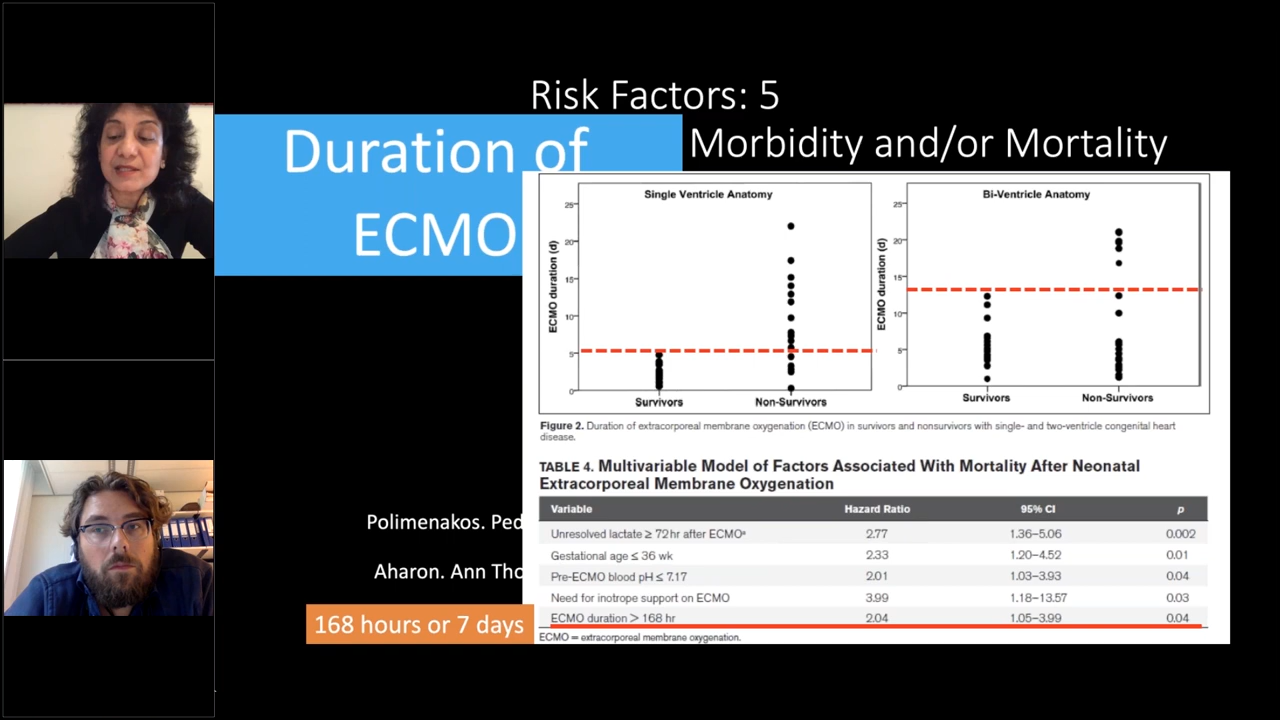 Risk Factors: 5
Duration of
ECMO
Morbidity and/or Mortality
Single Ventricle Anatomy
ECMO duration (d)
25
20
15
10
5
0
Survivors
Non-Survivors
Bi-Ventricle Anatomy
ECMO duration (d)
25
20
15
10
5
0
Survivors
Non-Survivors
Figure 2. Duration of extracorporeal membrane oxygenation (ECMO) in survivors and nonsurvivors with single- and two-ventricle congenital heart
disease.
TABLE 4. Multivariable Model of Factors Associated With Mortality After Neonatal
Extracorporeal Membrane Oxygenation
Variable Hazard Ratio 95% CI p
Unresolved lactate ≥ 72 hr after ECMOª 2.77 1.36–5.06 0.002
Gestational age ≤ 36 wk 2.33 1.20–4.52 0.01
Pre-ECMO blood pH ≤ 7.17 2.01 1.03–3.93 0.04
Need for inotrope support on ECMO 3.99 1.18–13.57 0.03
ECMO duration > 168 hr 2.04 1.05–3.99 0.04
ECMO = extracorporeal membrane oxygenation.
Polimenakos. Ped
Aharon. Ann Tho
168 hours or 7 days